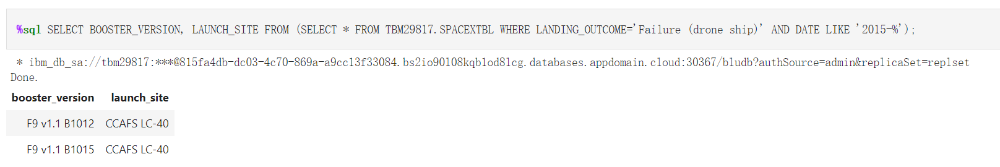 %sql SELECT BOOSTER_VERSION, LAUNCH_SITE FROM (SELECT * FROM TBM29817.SPACEXTBL WHERE LANDING_OUTCOME='Failure (drone ship)' AND DATE LIKE '2015-%');
* ibm_db_sa://tbm29817:***@815fa4db-dc03-4c70-869a-a9cc13f33084.bs2io90l08kqb1od8lcg.databases.appdomain.cloud:30367/bludb?authSource=admin&replicaSet=replset
Done.
booster_version launch_site
F9 v1.1 B1012 CCAFS LC-40
F9 v1.1 B1015 CCAFS LC-40